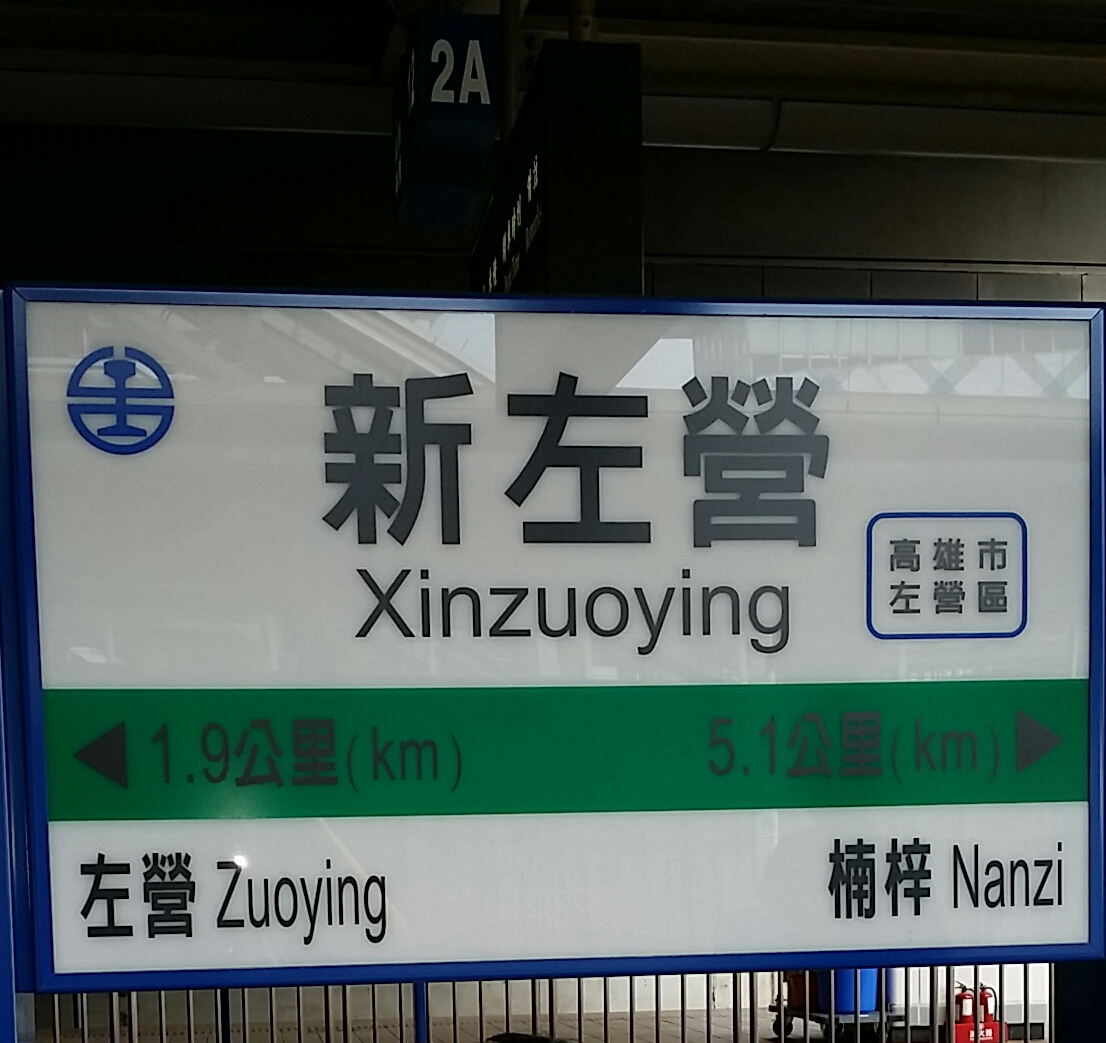 2A
新左營
Xinzuoying
高雄市
左營區
◀ 1.9公里(km)
5.1公里(km) ▶
左營 Zuoying
楠梓 Nanzi